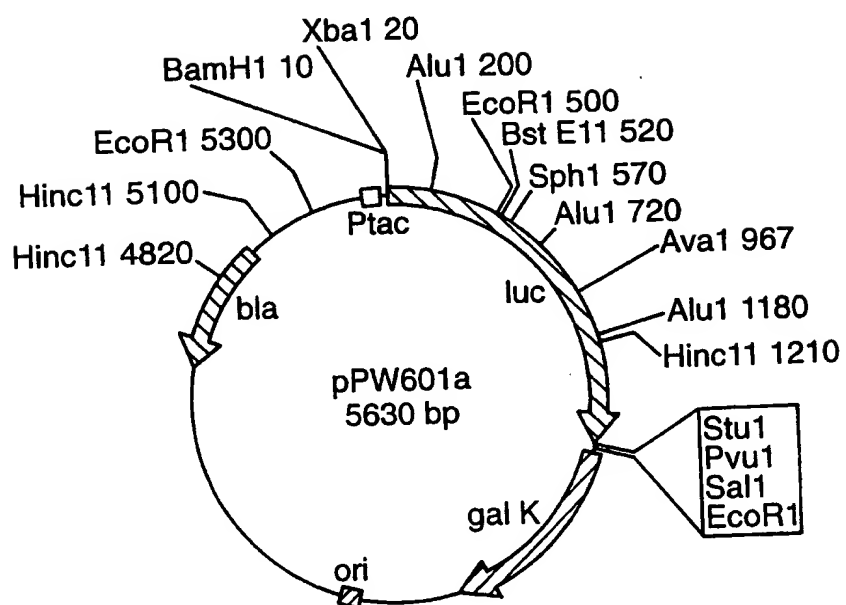 Xba1 20
BamH1 10
Alu1 200
EcoR1 500
EcoR1 5300
Bst E11 520
Hinc11 5100
Sph1 570
Ptac
Alu1 720
Hinc11 4820
Ava1 967
bla
luc
Alu1 1180
Hinc11 1210
pPW601a
5630 bp
Stu1
Pvu1
Sal1
EcoR1
gal K
ori